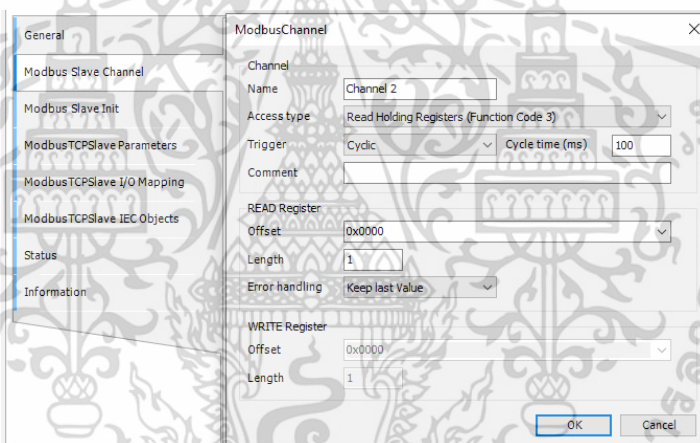 General
Modbus Slave Channel
Modbus Slave Init
ModbusTCPSlave Parameters
ModbusTCPSlave I/O Mapping
ModbusTCPSlave IEC Objects
Status
Information
ModbusChannel
Channel
Name Channel 2
Access type Read Holding Registers (Function Code 3)
Trigger Cyclic Cycle time (ms) 100
Comment
READ Register
Offset 0x0000
Length 1
Error handling Keep last Value
WRITE Register
Offset 0x0000
Length 1
OK Cancel